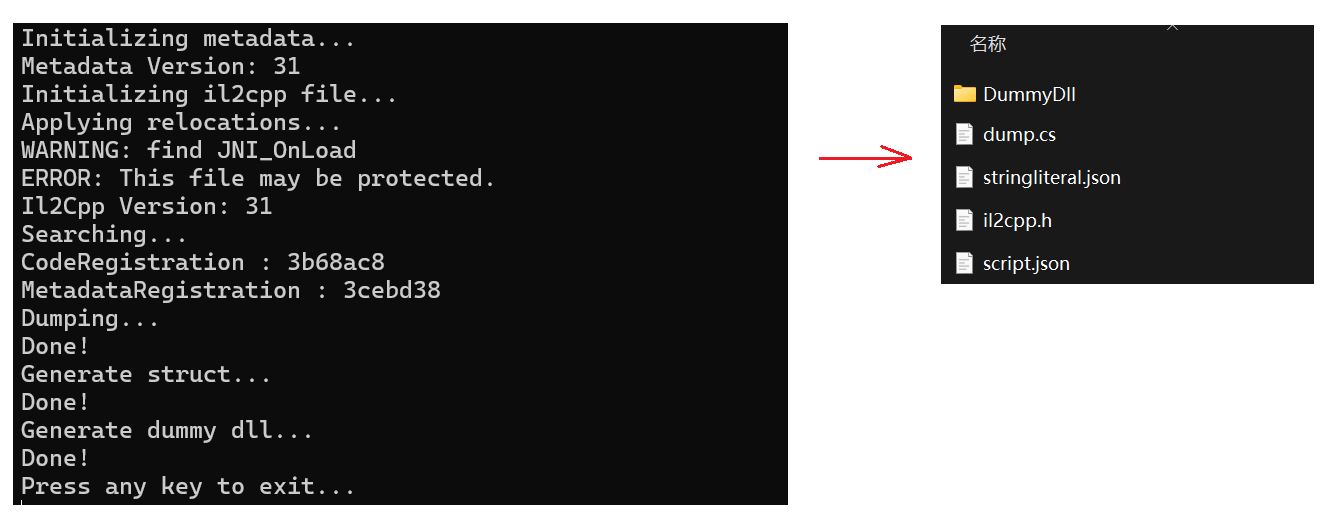 Initializing metadata...
Metadata Version: 31
Initializing il2cpp file...
Applying relocations...
WARNING: find JNI_OnLoad
ERROR: This file may be protected.
Il2Cpp Version: 31
Searching...
CodeRegistration : 3b68ac8
MetadataRegistration : 3cebd38
Dumping...
Done!
Generate struct...
Done!
Generate dummy dll...
Done!
Press any key to exit...
名称
DummyDll
dump.cs
stringliteral.json
il2cpp.h
script.json